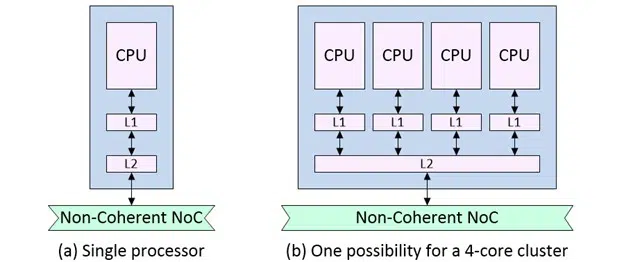 CPU
L1
L2
Non-Coherent NoC
(a) Single processor
CPU CPU CPU CPU
L1 L1 L1 L1
L2
Non-Coherent NoC
(b) One possibility for a 4-core cluster